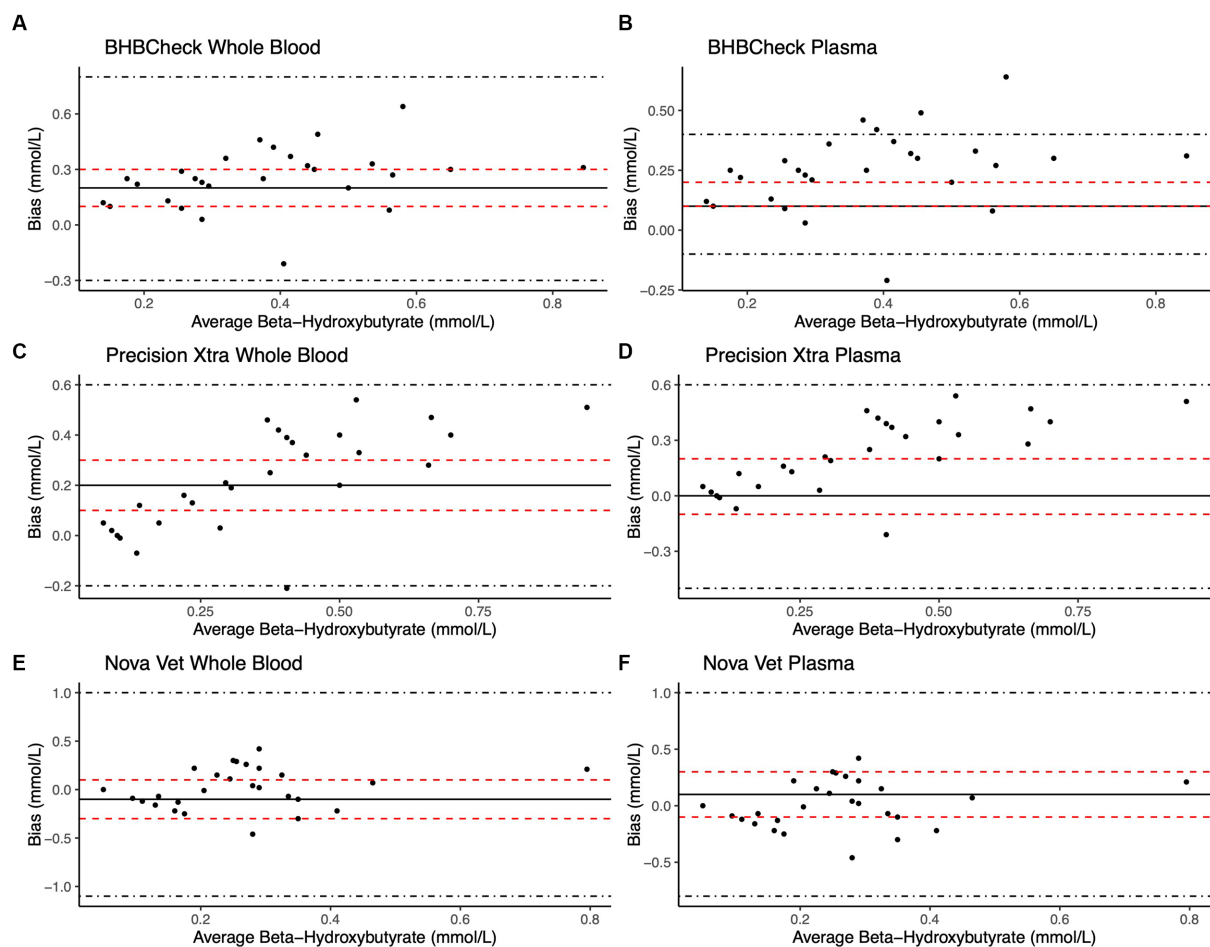 A
BHBCheck Whole Blood
0.6
0.3
0.0
−0.3
Bias (mmol/L)
0.2
0.4
0.6
0.8
Average Beta−Hydroxybutyrate (mmol/L)
B
BHBCheck Plasma
0.50
0.25
0.00
−0.25
Bias (mmol/L)
0.2
0.4
0.6
0.8
Average Beta−Hydroxybutyrate (mmol/L)
C
Precision Xtra Whole Blood
0.6
0.4
0.2
0.0
−0.2
Bias (mmol/L)
0.25
0.50
0.75
Average Beta−Hydroxybutyrate (mmol/L)
D
Precision Xtra Plasma
0.6
0.3
0.0
−0.3
Bias (mmol/L)
0.25
0.50
0.75
Average Beta−Hydroxybutyrate (mmol/L)
E
Nova Vet Whole Blood
1.0
0.5
0.0
−0.5
−1.0
Bias (mmol/L)
0.2
0.4
0.6
0.8
Average Beta−Hydroxybutyrate (mmol/L)
F
Nova Vet Plasma
1.0
0.5
0.0
−0.5
Bias (mmol/L)
0.2
0.4
0.6
0.8
Average Beta−Hydroxybutyrate (mmol/L)